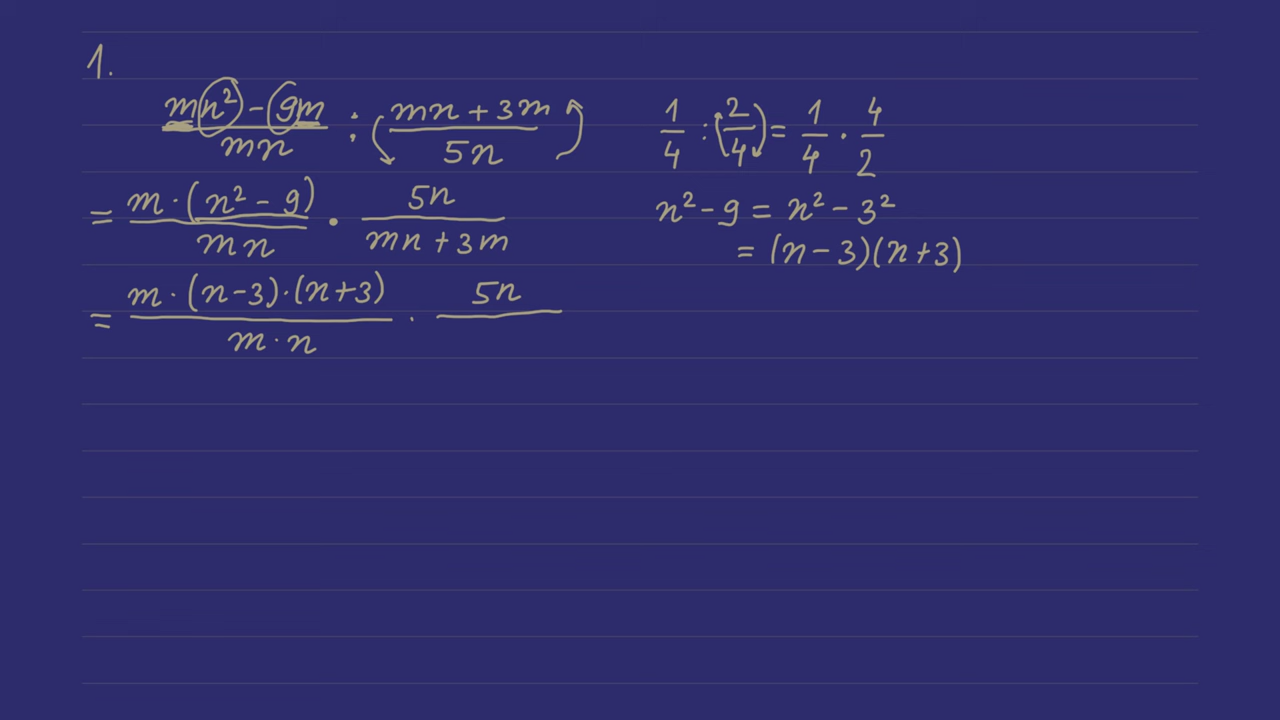 1.
mn² - 9m / mn : (mn + 3m / 5n)
= m · (n² - 9) / mn · 5n / mn + 3m
= m · (n-3) · (n+3) / m · n · 5n /
1/4 : (2/4) = 1/4 · 4/2
n² - 9 = n² - 3²
= (n - 3)(n + 3)